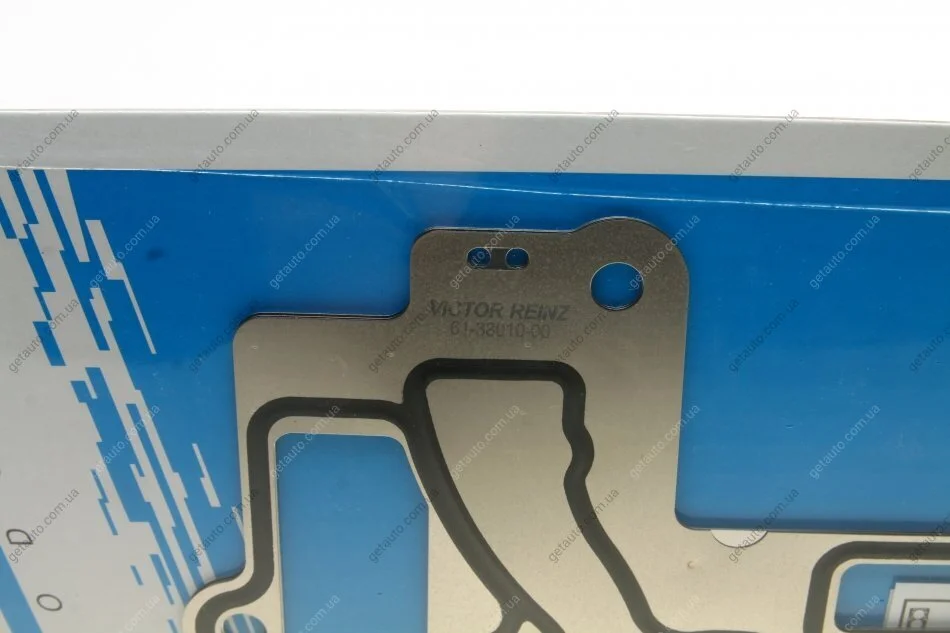 VICTOR REINZ
61-38010-00
getauto.com.ua